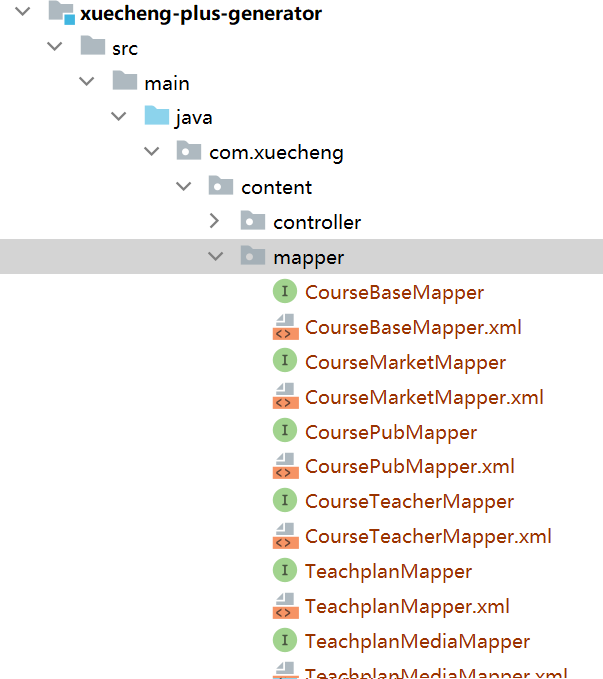 xuecheng-plus-generator
src
main
java
com.xuecheng
content
controller
mapper
CourseBaseMapper
CourseBaseMapper.xml
CourseMarketMapper
CourseMarketMapper.xml
CoursePubMapper
CoursePubMapper.xml
CourseTeacherMapper
CourseTeacherMapper.xml
TeachplanMapper
TeachplanMapper.xml
TeachplanMediaMapper
TeachplanMediaMapper.xml